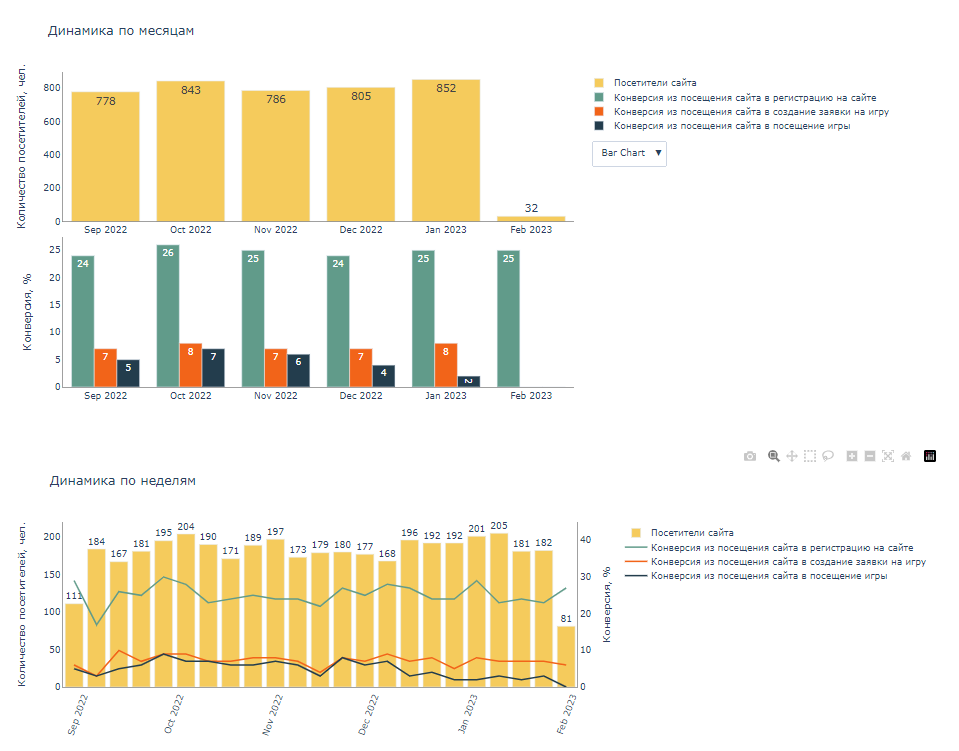 Динамика по месяцам
Количество посетителей, чел.
800
600
400
200
0
778
843
786
805
852
32
Sep 2022
Oct 2022
Nov 2022
Dec 2022
Jan 2023
Feb 2023
Посетители сайта
Конверсия из посещения сайта в регистрацию на сайте
Конверсия из посещения сайта в создание заявки на игру
Конверсия из посещения сайта в посещение игры
Bar Chart
Конверсия, %
25
20
15
10
5
0
24
7
5
26
8
7
25
7
6
24
7
4
25
8
2
25
Sep 2022
Oct 2022
Nov 2022
Dec 2022
Jan 2023
Feb 2023
Динамика по неделям
Количество посетителей, чел.
200
150
100
50
0
111
184
167
181
195
204
190
171
189
197
173
179
180
177
168
196
192
192
201
205
181
182
81
40
30
20
10
0
Конверсия, %
Sep 2022
Oct 2022
Nov 2022
Dec 2022
Jan 2023
Feb 2023
Посетители сайта
Конверсия из посещения сайта в регистрацию на сайте
Конверсия из посещения сайта в создание заявки на игру
Конверсия из посещения сайта в посещение игры